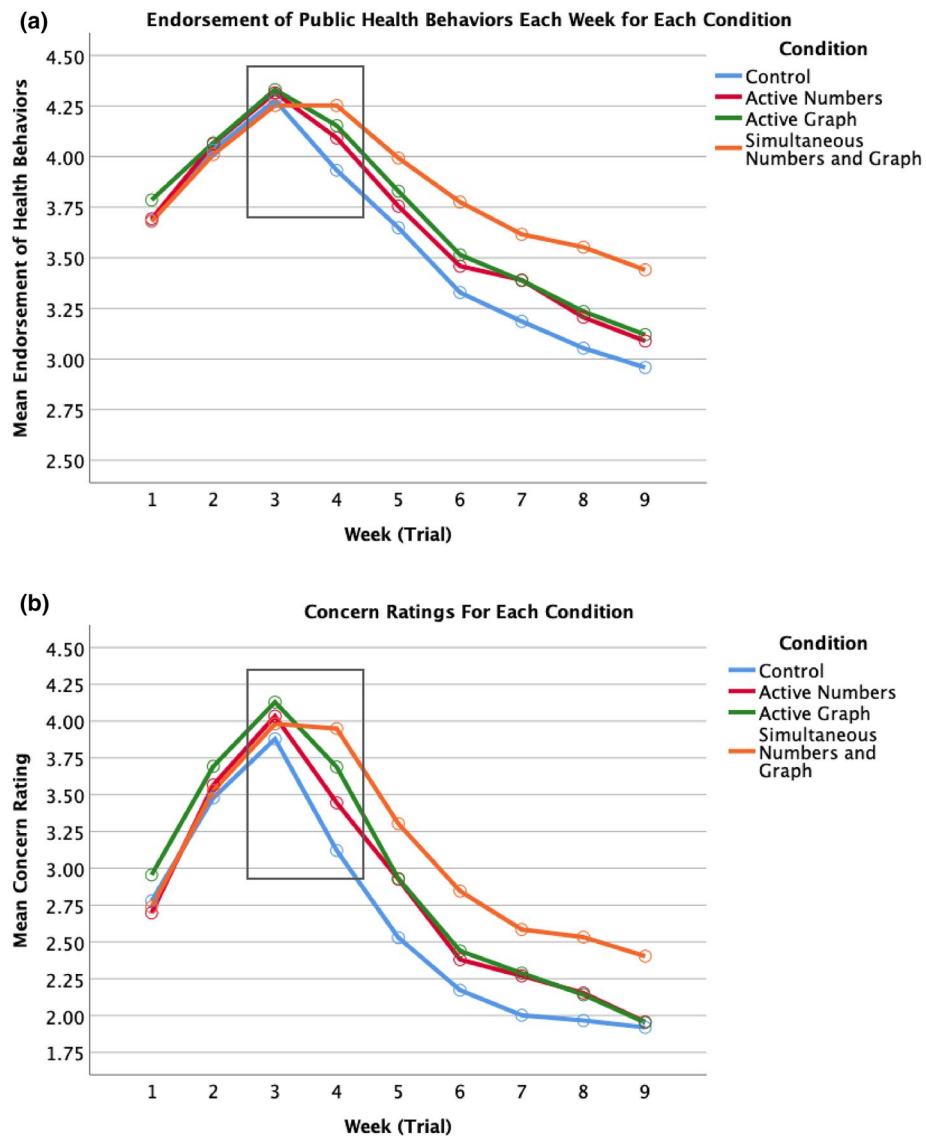 (a)
Endorsement of Public Health Behaviors Each Week for Each Condition
Mean Endorsement of Health Behaviors
4.50
4.25
4.00
3.75
3.50
3.25
3.00
2.75
2.50
1 2 3 4 5 6 7 8 9
Week (Trial)
Condition
Control
Active Numbers
Active Graph
Simultaneous
Numbers and Graph
(b)
Concern Ratings For Each Condition
Mean Concern Rating
4.50
4.25
4.00
3.75
3.50
3.25
3.00
2.75
2.50
2.25
2.00
1.75
1 2 3 4 5 6 7 8 9
Week (Trial)
Condition
Control
Active Numbers
Active Graph
Simultaneous
Numbers and
Graph